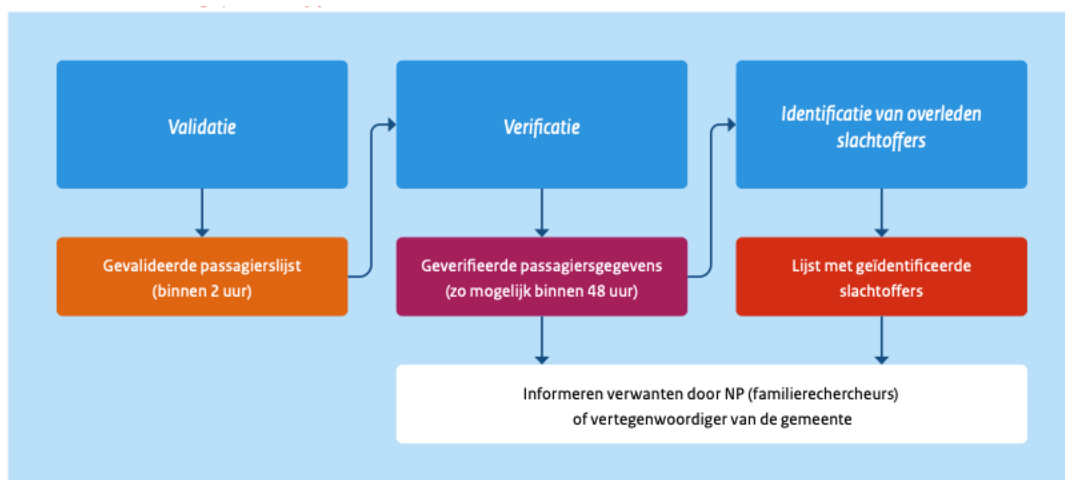 Validatie
Verificatie
Identificatie van overleden
slachtoffers
Gevalideerde passagierslijst
(binnen 2 uur)
Geverifieerde passagiersgegevens
(zo mogelijk binnen 48 uur)
Lijst met geïdentificeerde
slachtoffers
Informeren verwanten door NP (familierechercheurs)
of vertegenwoordiger van de gemeente